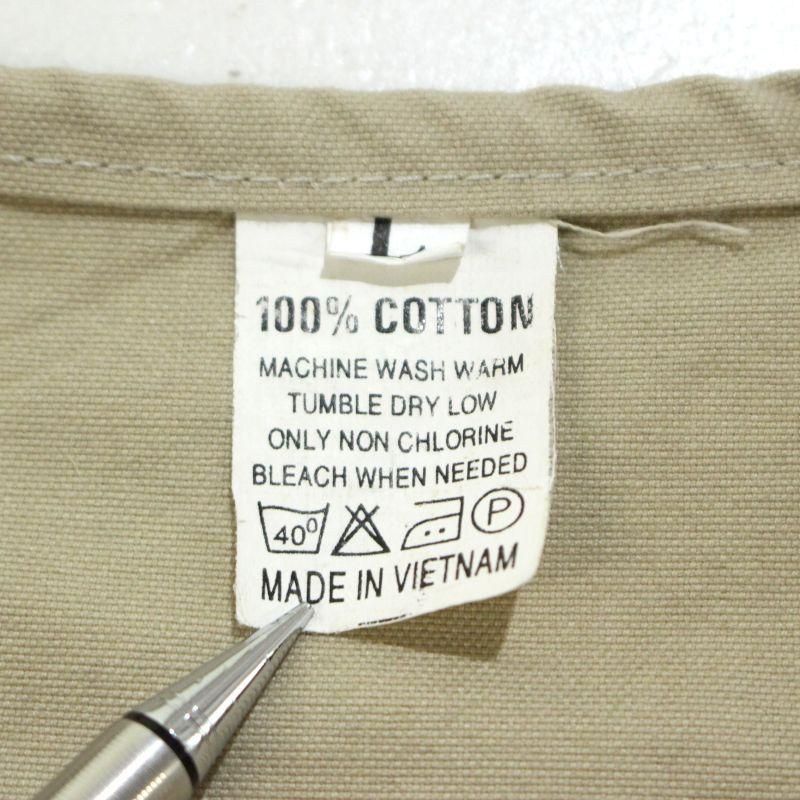 L
100% COTTON
MACHINE WASH WARM
TUMBLE DRY LOW
ONLY NON CHLORINE
BLEACH WHEN NEEDED
40° P
MADE IN VIETNAM